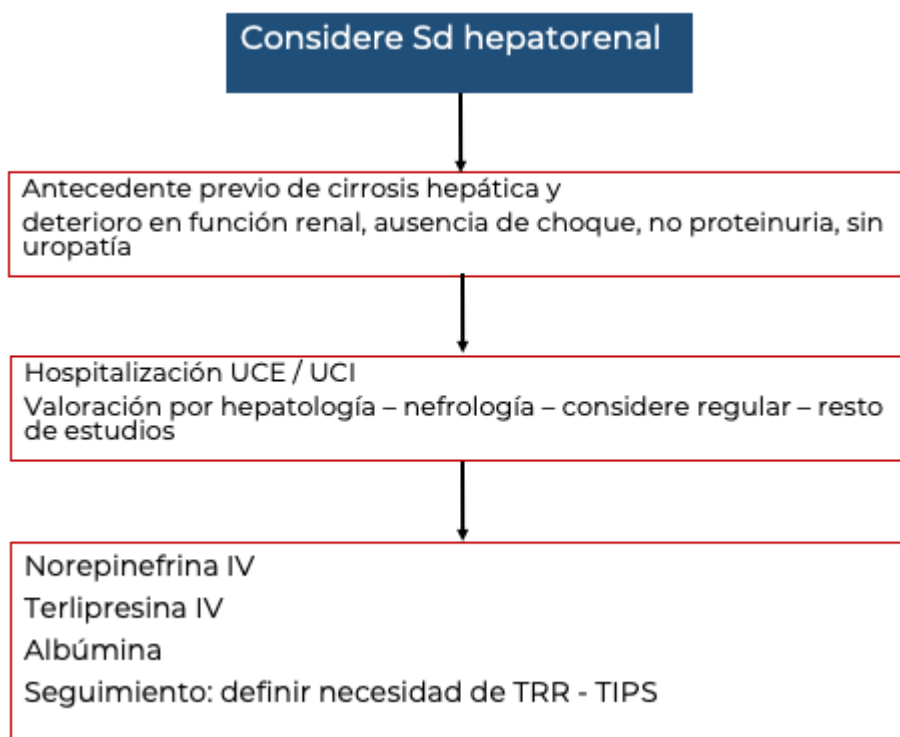 Considere Sd hepatorenal
Antecedente previo de cirrosis hepática y
deterioro en función renal, ausencia de choque, no proteinuria, sin
uropatía
Hospitalización UCE / UCI
Valoración por hepatología – nefrología – considere regular – resto
de estudios
Norepinefrina IV
Terlipresina IV
Albúmina
Seguimiento: definir necesidad de TRR - TIPS